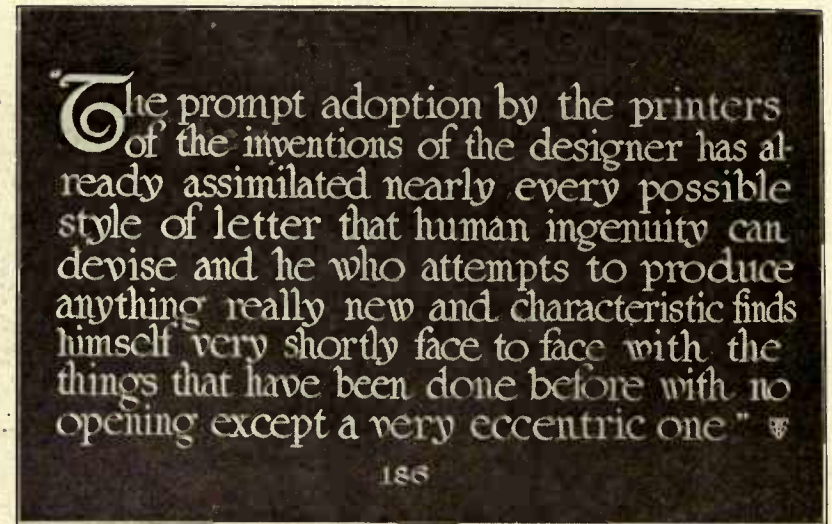 "The prompt adoption by the printers
of the inventions of the designer has al-
ready assimilated nearly every possible
style of letter that human ingenuity can
devise and he who attempts to produce
anything really new and characteristic finds
himself very shortly face to face with the
things that have been done before with no
opening except a very eccentric one"
186